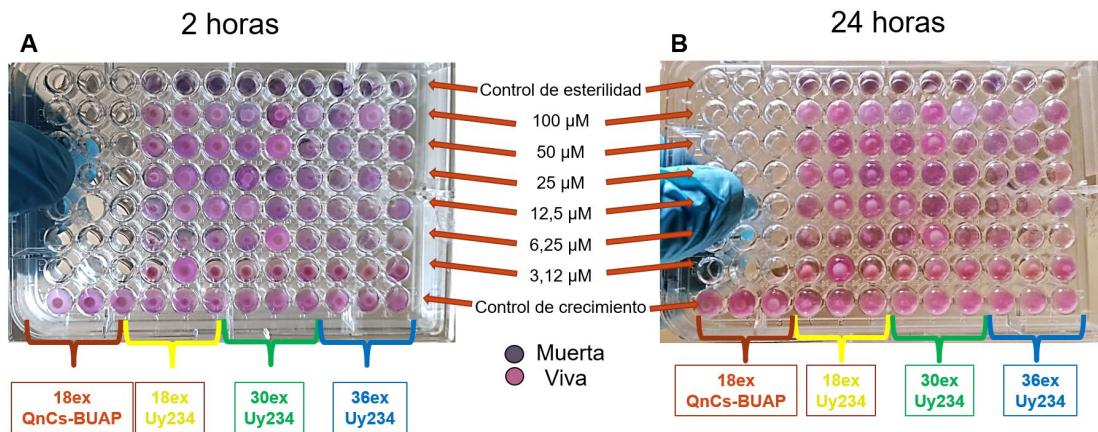 2 horas
24 horas
A
B
Control de esterilidad
100 µM
50 µM
25 µM
12,5 µM
6,25 µM
3,12 µM
Control de crecimiento
Muerta
Viva
18ex
QnCs-BUAP
18ex
Uy234
30ex
Uy234
36ex
Uy234
18ex
QnCs-BUAP
18ex
Uy234
30ex
Uy234
36ex
Uy234